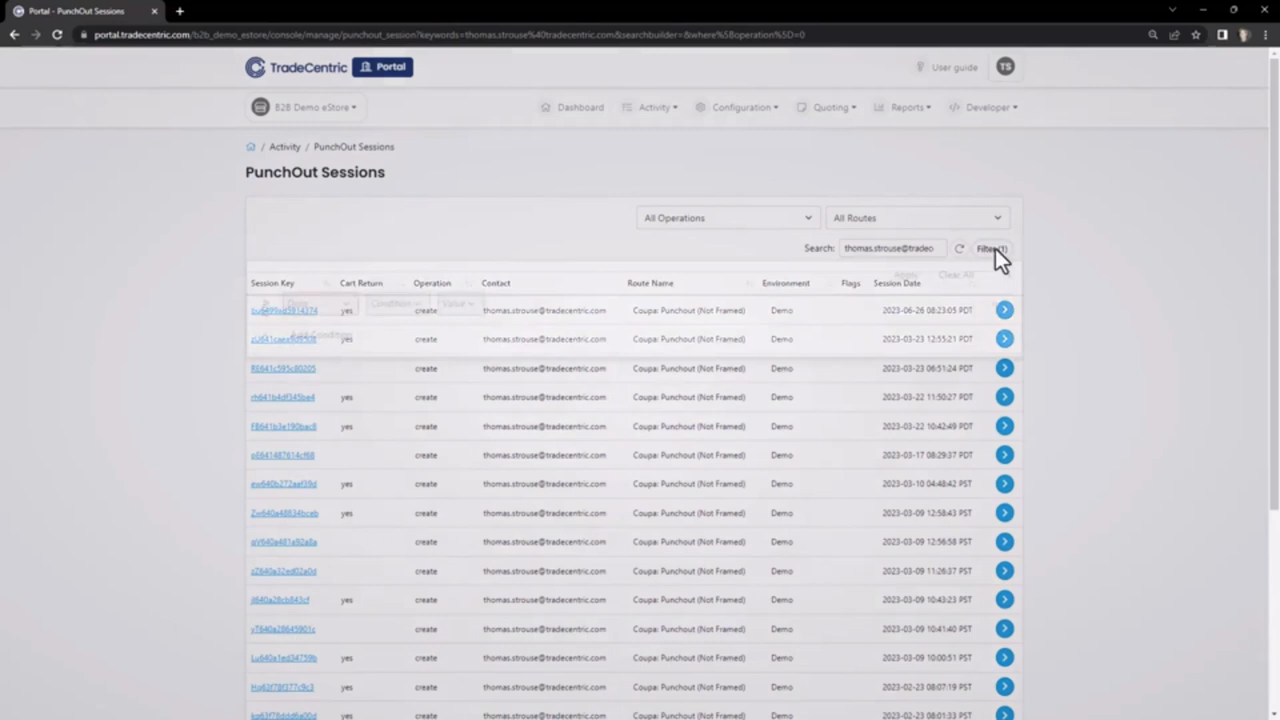 Portal - PunchOut Sessions
portal.tradecentric.com/b2b_demo_estore/console/manage/punchout_session?keywords=thomas.strouse%40tradecentric.com&searchbuilder=&where%5Boperation%5D=0
TradeCentric Portal User guide TS
B2B Demo eStore Dashboard Activity Configuration Quoting Reports Developer
/ Activity / PunchOut Sessions
PunchOut Sessions
All Operations All Routes
Search: thomas.strouse@tradeo Filter (1)
Apply Clear All
Session Key Cart Return Operation Contact Route Name Environment Flags Session Date
Data Condition Value
yes create thomas.strouse@tradecentric.com Coupa: Punchout (Not Framed) Demo 2023-06-26 08:23:05 PDT
Add Condition
yes create thomas.strouse@tradecentric.com Coupa: Punchout (Not Framed) Demo 2023-03-23 12:55:21 PDT
RE641c595c80205 create thomas.strouse@tradecentric.com Coupa: Punchout (Not Framed) Demo 2023-03-23 06:51:24 PDT
rh641b4df345be4 yes create thomas.strouse@tradecentric.com Coupa: Punchout (Not Framed) Demo 2023-03-22 11:50:27 PDT
F8641b3e190bac8 yes create thomas.strouse@tradecentric.com Coupa: Punchout (Not Framed) Demo 2023-03-22 10:42:49 PDT
create thomas.strouse@tradecentric.com Coupa: Punchout (Not Framed) Demo 2023-03-17 08:29:37 PDT
ew640b272aef39d yes create thomas.strouse@tradecentric.com Coupa: Punchout (Not Framed) Demo 2023-03-10 04:48:42 PST
Zw640a48834bceb yes create thomas.strouse@tradecentric.com Coupa: Punchout (Not Framed) Demo 2023-03-09 12:58:43 PST
qV640a481a92a8a create thomas.strouse@tradecentric.com Coupa: Punchout (Not Framed) Demo 2023-03-09 12:56:58 PST
zZ640a32ed02a0d create thomas.strouse@tradecentric.com Coupa: Punchout (Not Framed) Demo 2023-03-09 11:26:37 PST
yes create thomas.strouse@tradecentric.com Coupa: Punchout (Not Framed) Demo 2023-03-09 10:43:23 PST
yT640a28645901c create thomas.strouse@tradecentric.com Coupa: Punchout (Not Framed) Demo 2023-03-09 10:41:40 PST
Lu640a1ed34759b yes create thomas.strouse@tradecentric.com Coupa: Punchout (Not Framed) Demo 2023-03-09 10:00:51 PST
Hq63f78f377c9c3 yes create thomas.strouse@tradecentric.com Coupa: Punchout (Not Framed) Demo 2023-02-23 08:07:19 PST
yes create thomas.strouse@tradecentric.com Coupa: Punchout (Not Framed) Demo 2023-02-23 08:01:33 PST